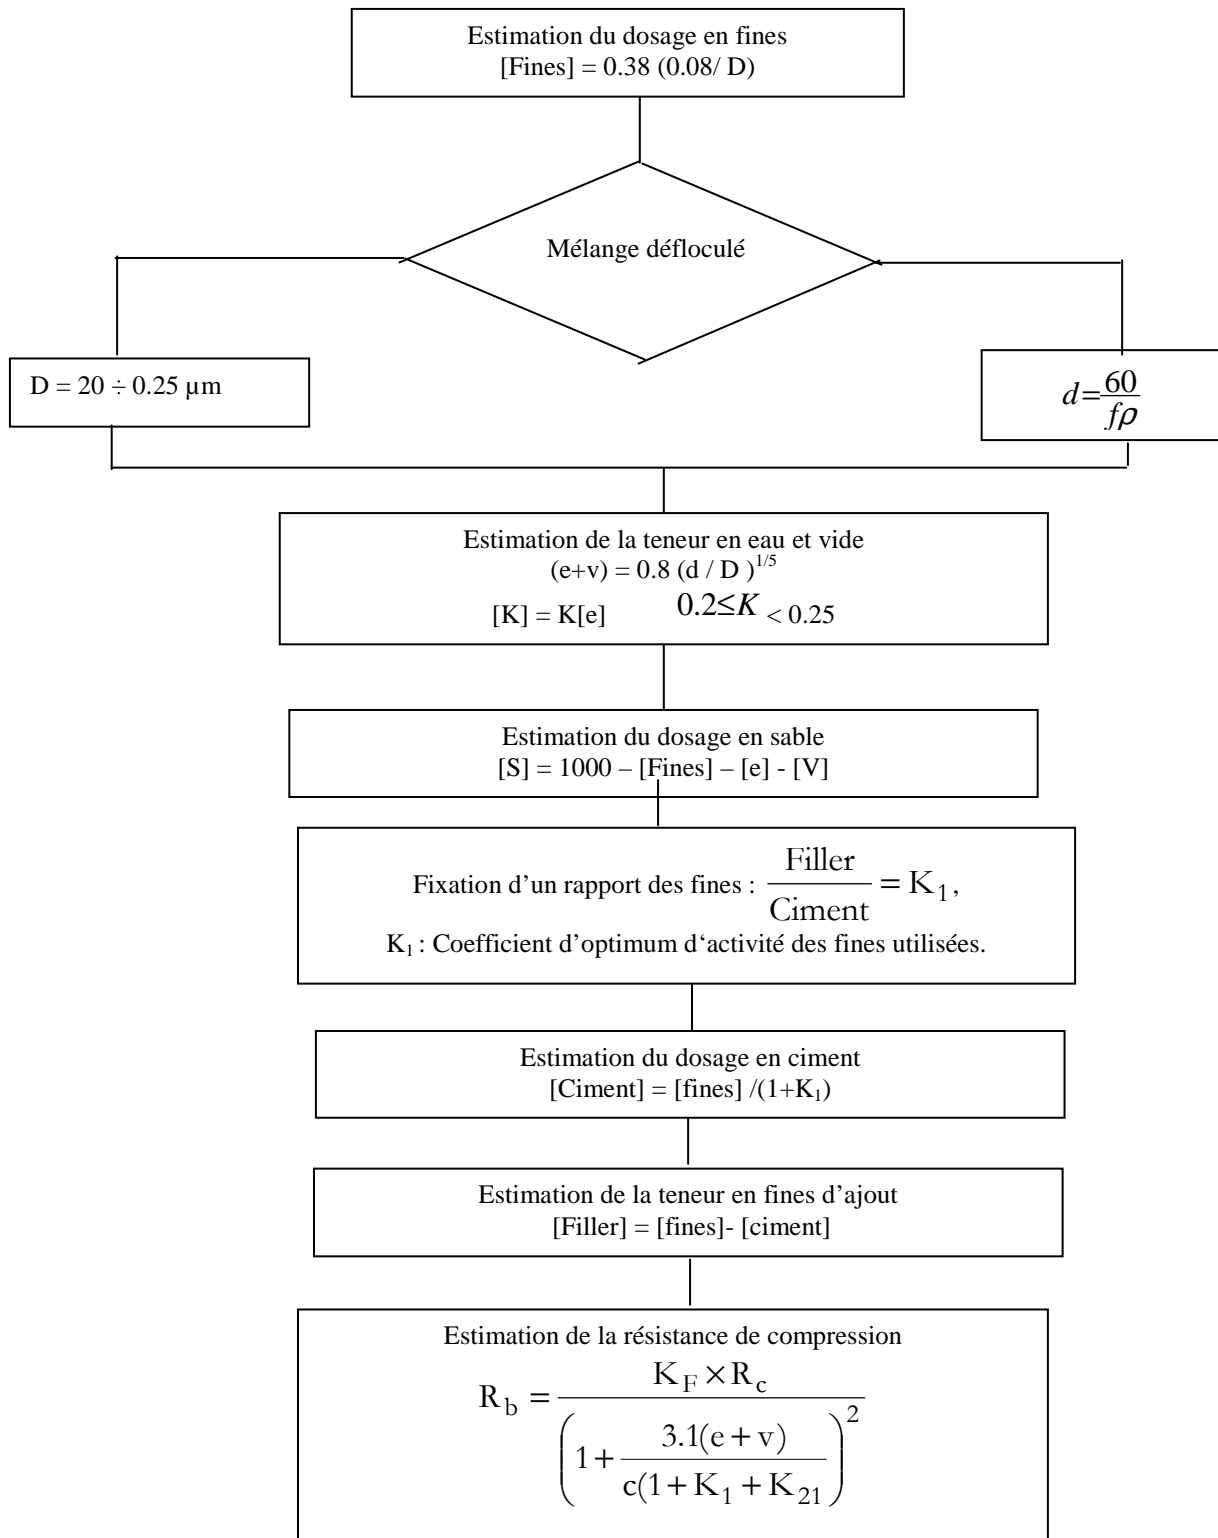 Estimation du dosage en fines
[Fines] = 0.38 (0.08/ D)
Mélange défloculé
D = 20 ÷ 0.25 µm
d = 60 / fρ
Estimation de la teneur en eau et vide
(e+v) = 0.8 (d / D )^1/5
[K] = K[e] 0.2≤K < 0.25
Estimation du dosage en sable
[S] = 1000 – [Fines] – [e] - [V]
Fixation d’un rapport des fines : Filler / Ciment = K₁,
K₁ : Coefficient d’optimum d‘activité des fines utilisées.
Estimation du dosage en ciment
[Ciment] = [fines] /(1+K₁)
Estimation de la teneur en fines d’ajout
[Filler] = [fines]- [ciment]
Estimation de la résistance de compression
R_b = K_F × R_c / (1 + 3.1(e + v) / c(1 + K₁ + K₂₁)²